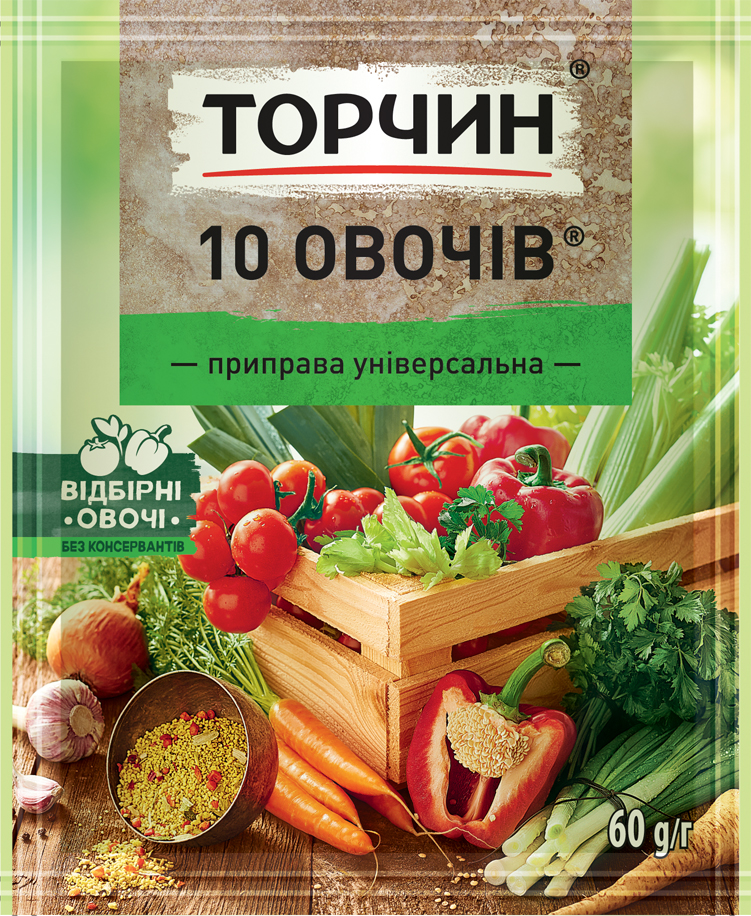 ТОРЧИН®
10 ОВОЧІВ®
— приправа універсальна —
ВІДБІРНІ
• ОВОЧІ •
БЕЗ КОНСЕРВАНТІВ
60 g/г